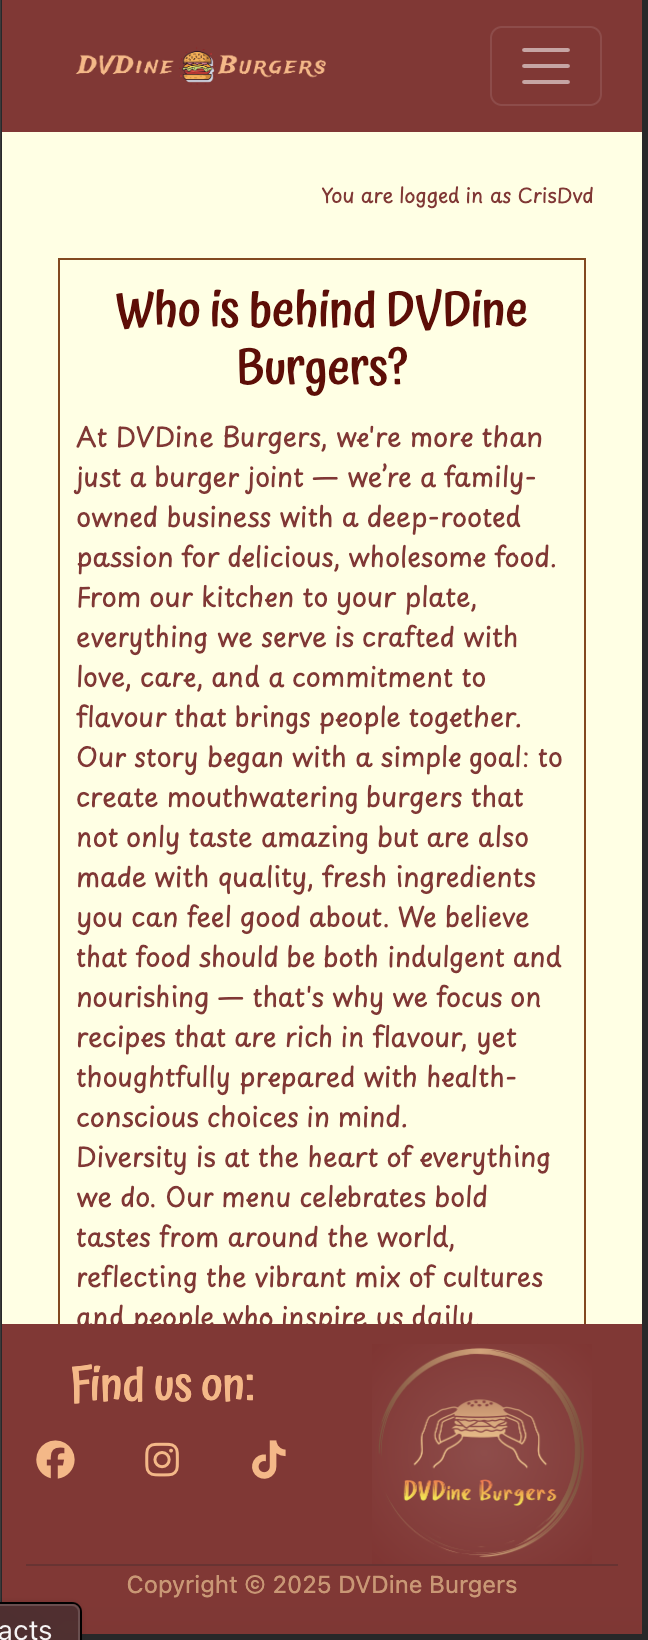 DVDine Burgers
You are logged in as CrisDvd
Who is behind DVDine
Burgers?
At DVDine Burgers, we're more than
just a burger joint — we’re a family-
owned business with a deep-rooted
passion for delicious, wholesome food.
From our kitchen to your plate,
everything we serve is crafted with
love, care, and a commitment to
flavour that brings people together.
Our story began with a simple goal: to
create mouthwatering burgers that
not only taste amazing but are also
made with quality, fresh ingredients
you can feel good about. We believe
that food should be both indulgent and
nourishing — that's why we focus on
recipes that are rich in flavour, yet
thoughtfully prepared with health-
conscious choices in mind.
Diversity is at the heart of everything
we do. Our menu celebrates bold
tastes from around the world,
reflecting the vibrant mix of cultures
and people who inspire us daily
Find us on:
DVDine Burgers
Copyright © 2025 DVDine Burgers
acts